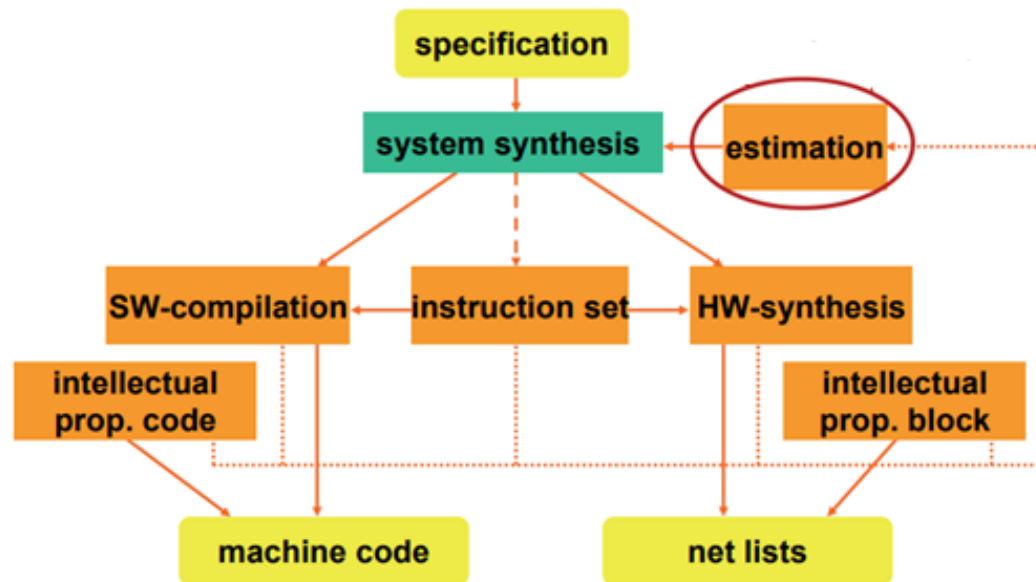 specification
system synthesis
estimation
SW-compilation
instruction set
HW-synthesis
intellectual
prop. code
intellectual
prop. block
machine code
net lists